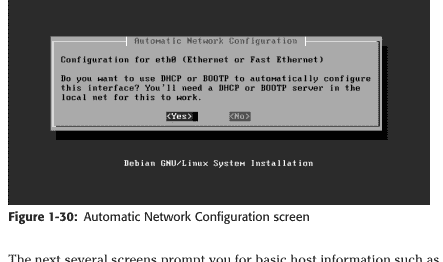 Automatic Network Configuration
Configuration for eth0 (Ethernet or Fast Ethernet)
Do you want to use DHCP or BOOTP to automatically configure
this interface? You'll need a DHCP or BOOTP server in the
local net for this to work.
<Yes> <No>
Debian GNU/Linux System Installation
Figure 1-30: Automatic Network Configuration screen
The next several screens prompt you for basic host information such as